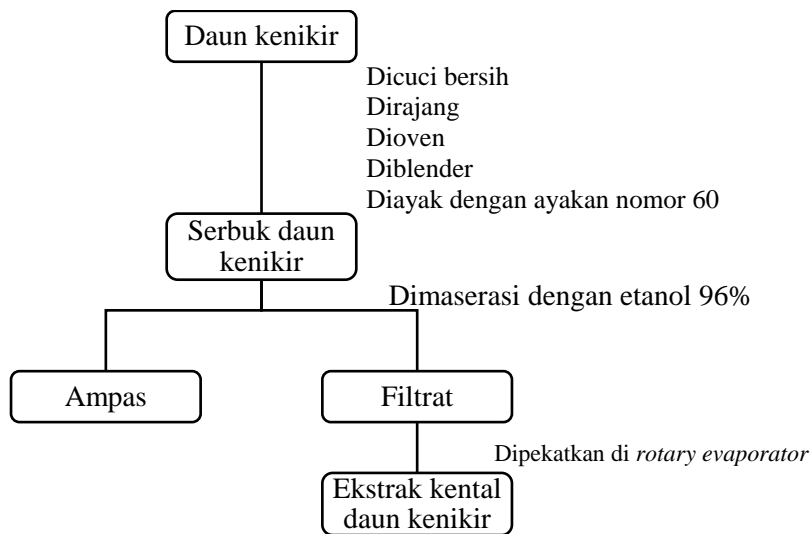 Daun kenikir
Dicuci bersih
Dirajang
Dioven
Diblender
Diayak dengan ayakan nomor 60
Serbuk daun
kenikir
Dimaserasi dengan etanol 96%
Ampas
Filtrat
Dipekatkan di rotary evaporator
Ekstrak kental
daun kenikir